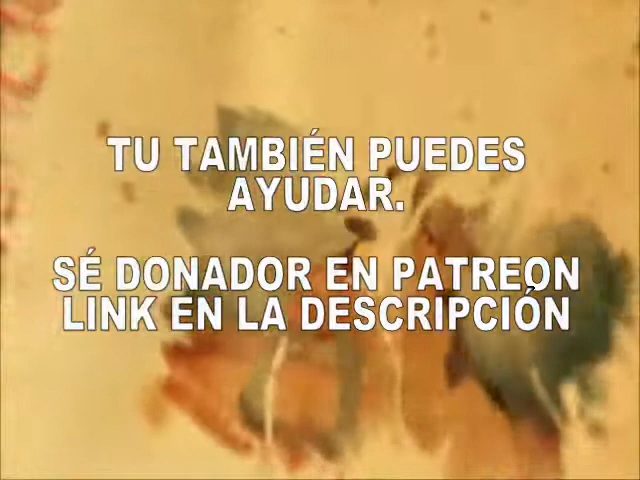 TU TAMBIÉN PUEDES
AYUDAR.
SÉ DONADOR EN PATREON
LINK EN LA DESCRIPCIÓN